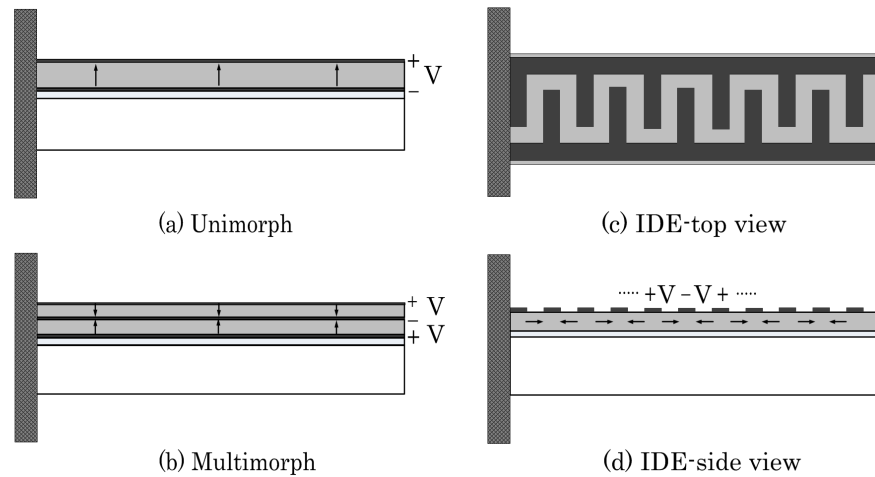 +
V
−
(a) Unimorph
(c) IDE-top view
+
V
−
V
+
(b) Multimorph
····· +V −V + ·····
(d) IDE-side view